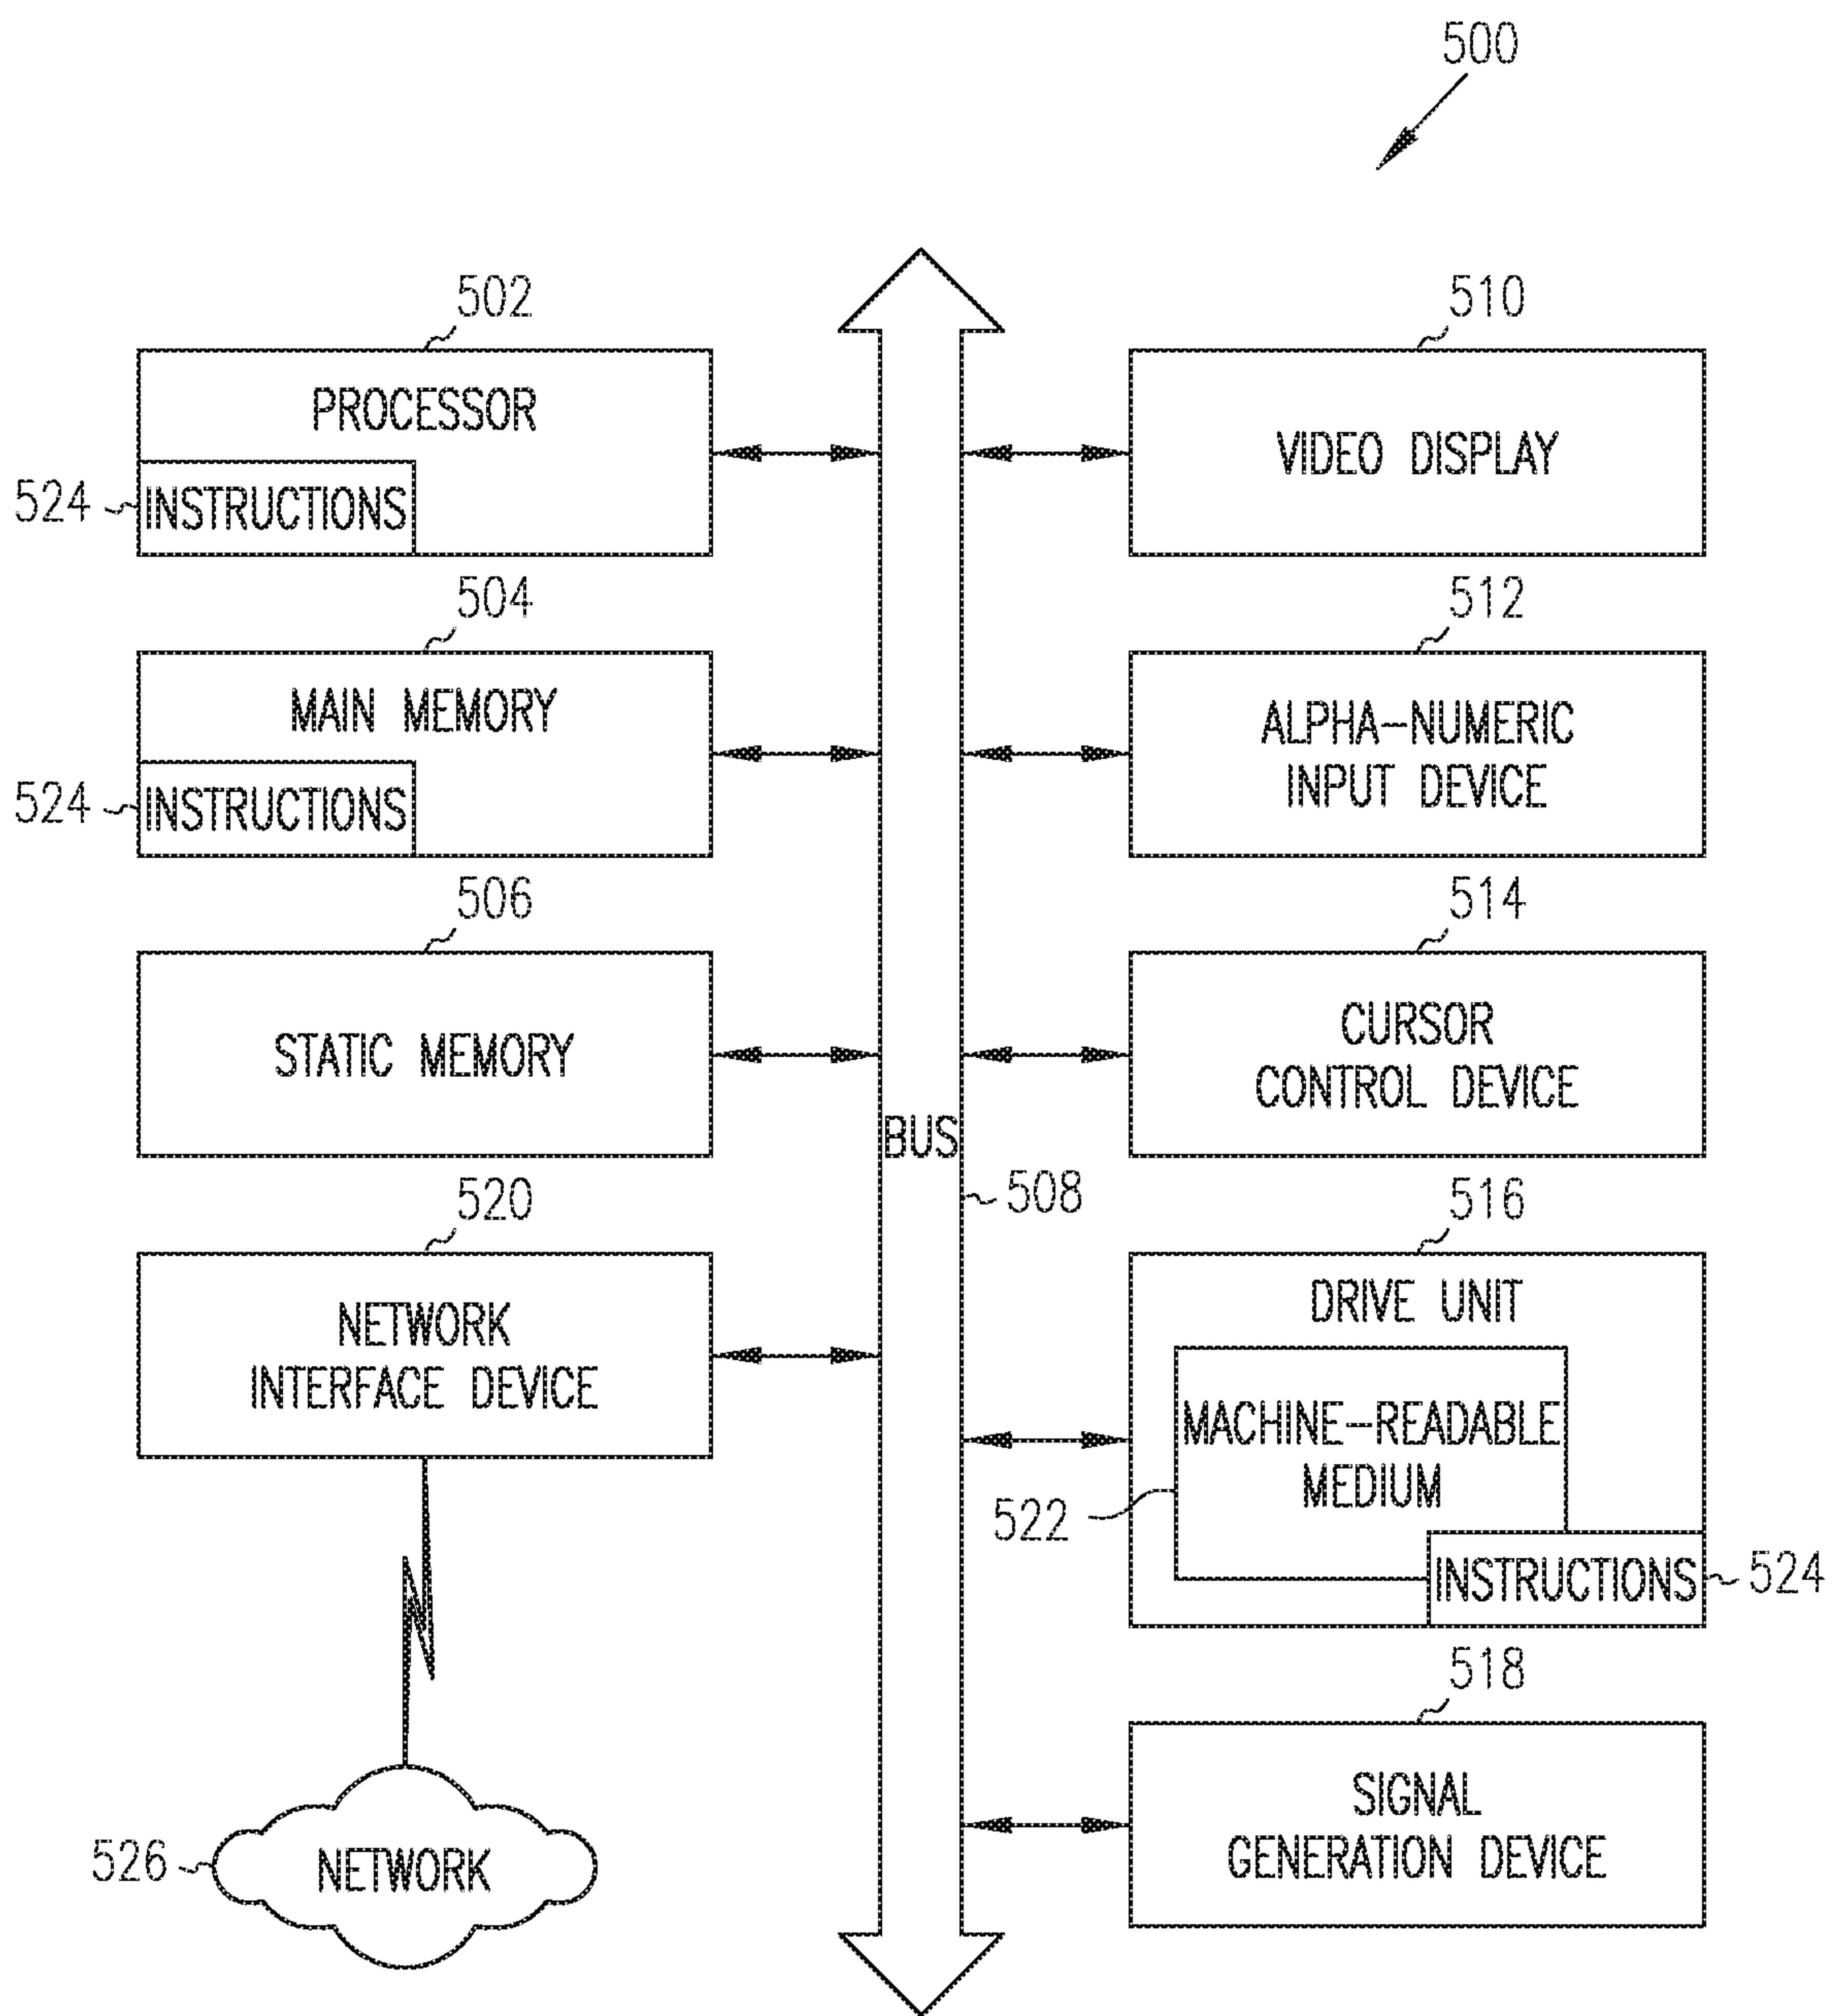 500
502
PROCESSOR
524
INSTRUCTIONS
504
MAIN MEMORY
524
INSTRUCTIONS
506
STATIC MEMORY
520
NETWORK
INTERFACE DEVICE
526
NETWORK
BUS
508
510
VIDEO DISPLAY
512
ALPHA-NUMERIC
INPUT DEVICE
514
CURSOR
CONTROL DEVICE
516
DRIVE UNIT
MACHINE-READABLE
MEDIUM
522
INSTRUCTIONS
524
518
SIGNAL
GENERATION DEVICE